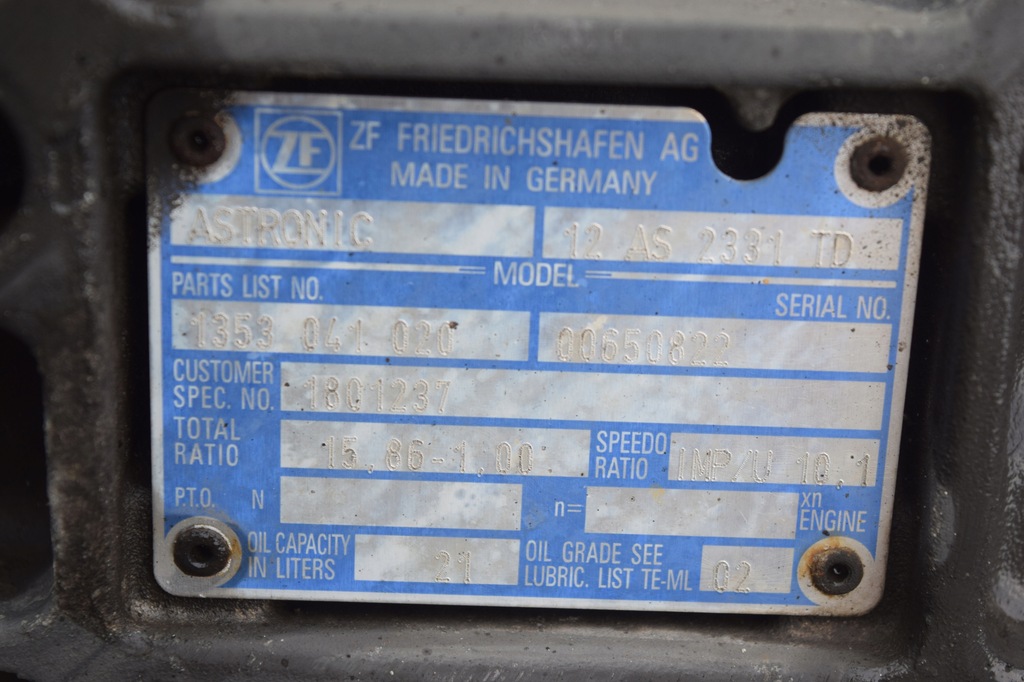 ZF ZF FRIEDRICHSHAFEN AG
MADE IN GERMANY
ASTRONIC 12 AS 2331 TD
MODEL
PARTS LIST NO. SERIAL NO.
1353 041 020 00650822
CUSTOMER
SPEC. NO. 1801237
TOTAL
RATIO 15,86-1,00 SPEEDO
RATIO IMP/U 10,1
P.T.O. N n= xn
ENGINE
OIL CAPACITY
IN LITERS 21 OIL GRADE SEE
LUBRIC. LIST TE-ML 02